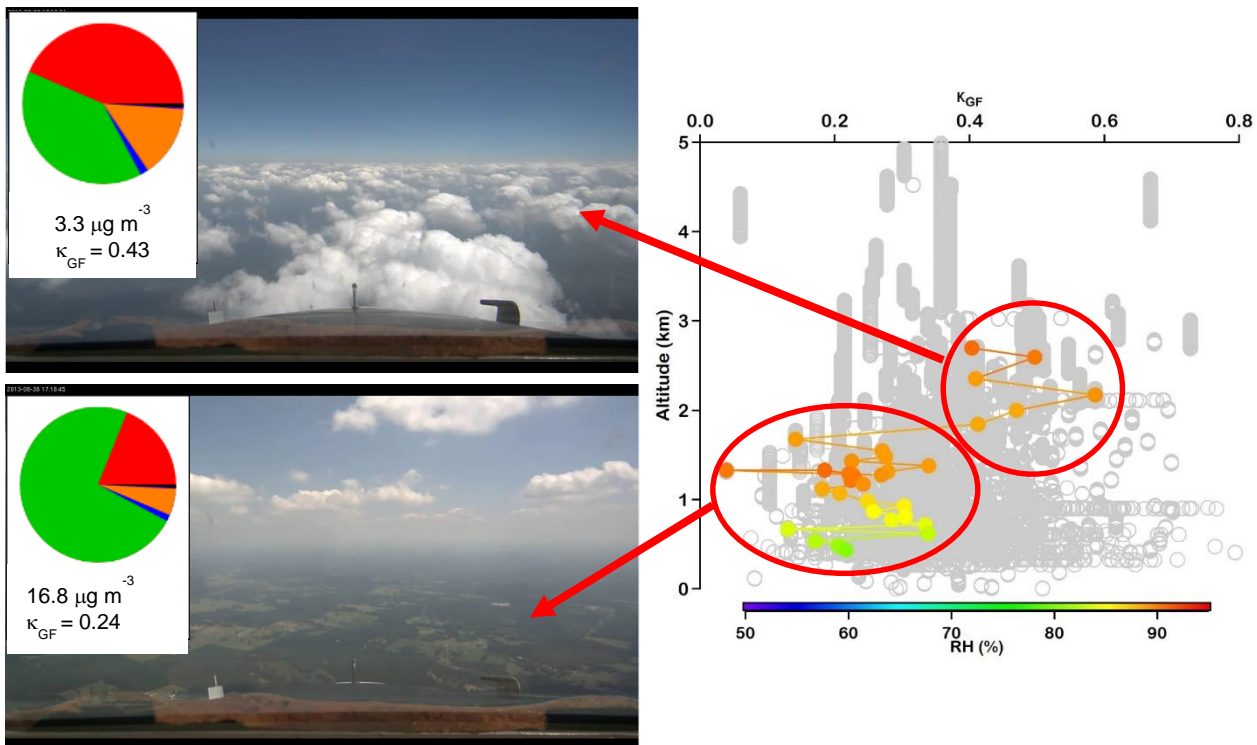 3.3 μg m-3
κGF = 0.43
2013-08-30 17:18:45
16.8 μg m-3
κGF = 0.24
κGF
0.0 0.2 0.4 0.6 0.8
5
4
3
2
1
0
Altitude (km)
50 60 70 80 90
RH (%)